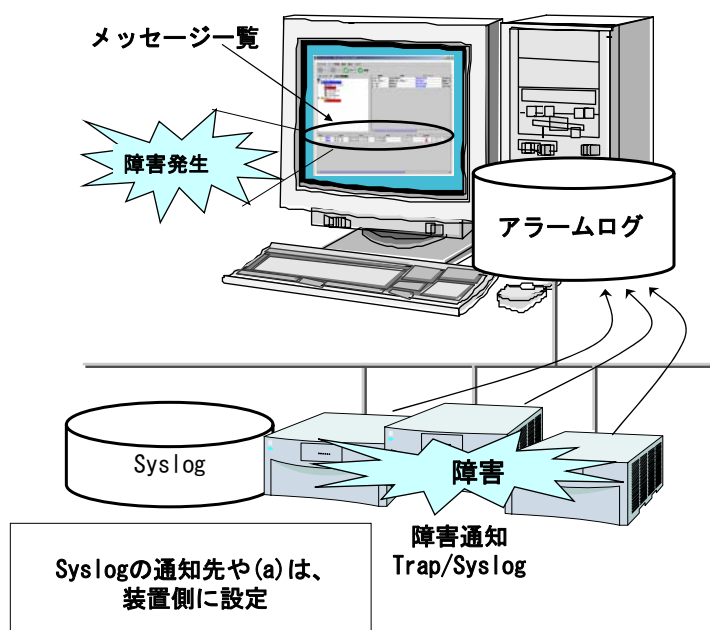 メッセージ一覧
障害発生
アラームログ
Syslog
障害
障害通知
Trap/Syslog
Syslogの通知先や(a)は、
装置側に設定